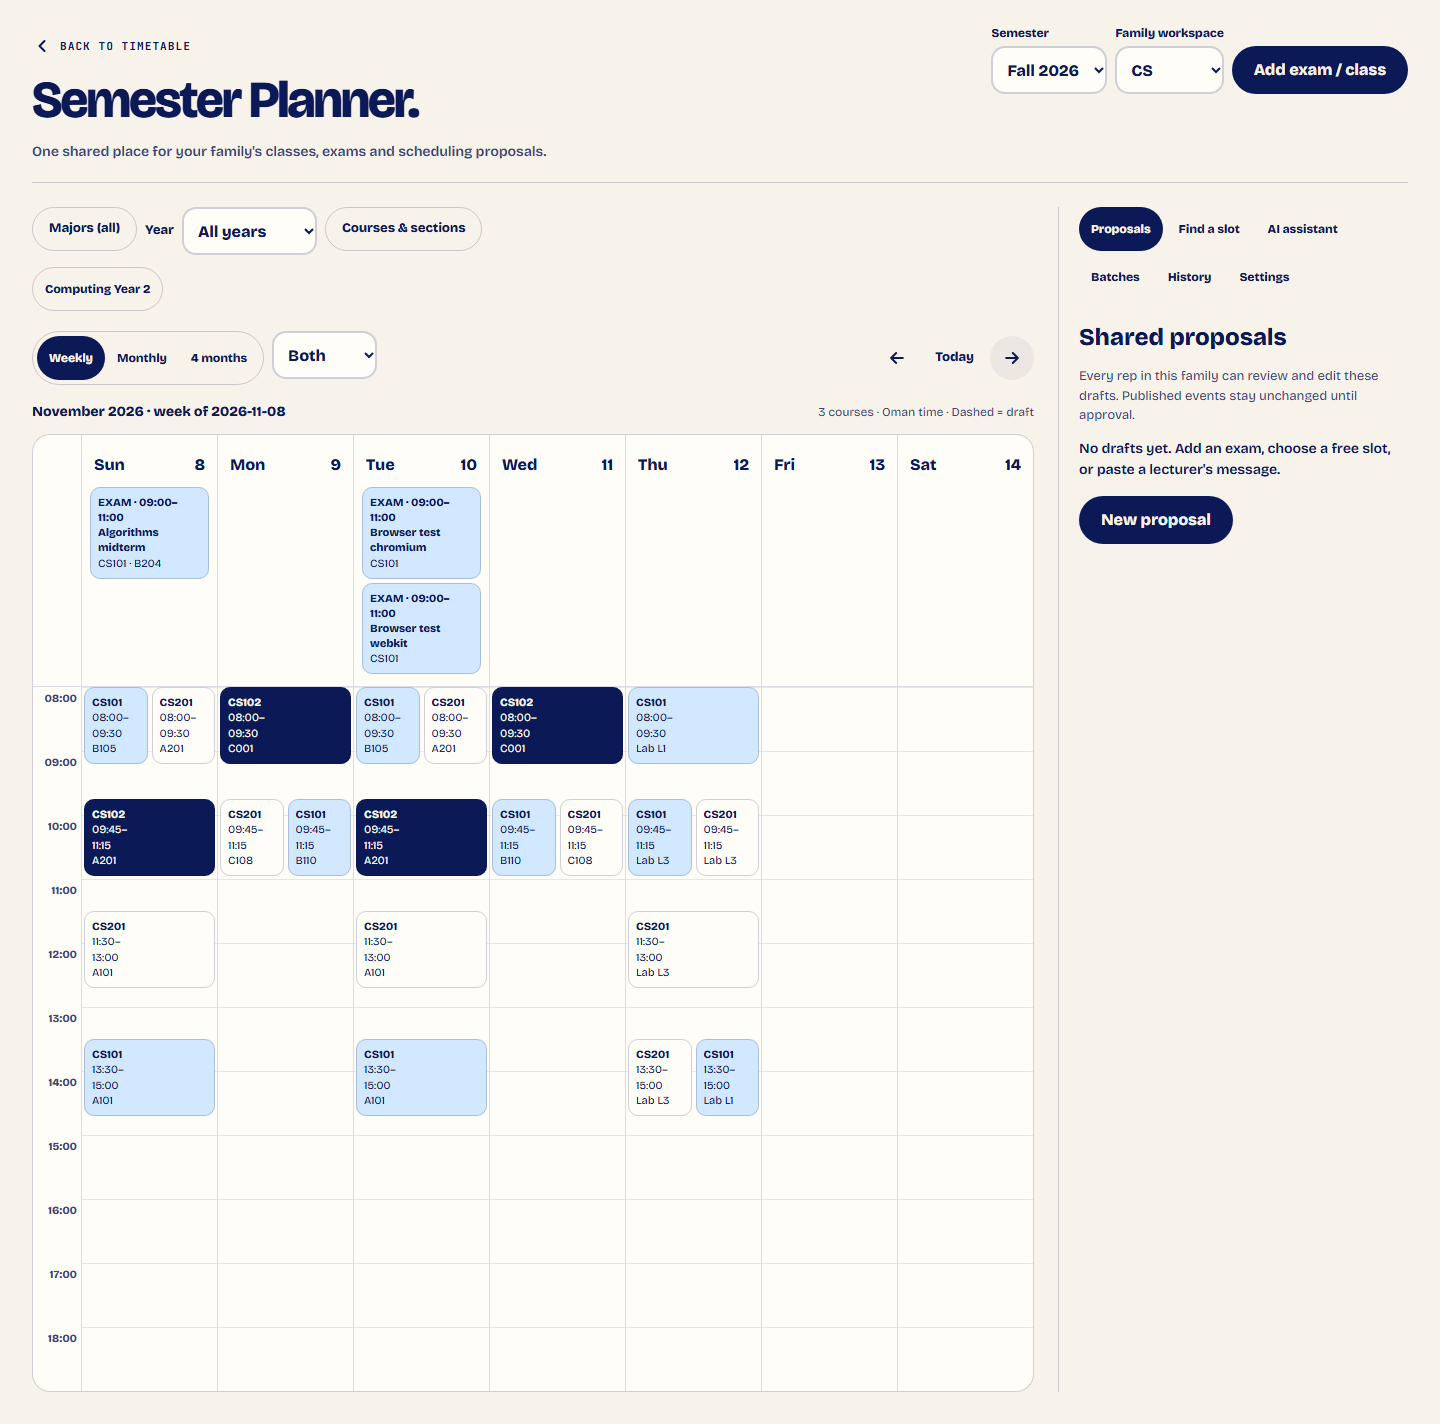 BACK TO TIMETABLE
Semester Planner.
One shared place for your family's classes, exams and scheduling proposals.
Semester
Fall 2026
Family workspace
CS
Add exam / class
Majors (all)
Year
All years
Courses & sections
Computing Year 2
Weekly
Monthly
4 months
Both
Today
November 2026 · week of 2026-11-08
3 courses · Oman time · Dashed = draft
Sun 8
Mon 9
Tue 10
Wed 11
Thu 12
Fri 13
Sat 14
EXAM · 09:00–
11:00
Algorithms
midterm
CS101 · B204
EXAM · 09:00–
11:00
Browser test
chromium
CS101
EXAM · 09:00–
11:00
Browser test
webkit
CS101
08:00
CS101
08:00–
09:30
B105
CS201
08:00–
09:30
A201
CS102
08:00–
09:30
C001
CS101
08:00–
09:30
B105
CS201
08:00–
09:30
A201
CS102
08:00–
09:30
C001
CS101
08:00–
09:30
Lab L1
09:00
10:00
CS102
09:45–
11:15
A201
CS201
09:45–
11:15
C108
CS101
09:45–
11:15
B110
CS102
09:45–
11:15
A201
CS101
09:45–
11:15
B110
CS201
09:45–
11:15
C108
CS101
09:45–
11:15
Lab L3
CS201
09:45–
11:15
Lab L3
11:00
CS201
11:30–
13:00
A101
CS201
11:30–
13:00
A101
CS201
11:30–
13:00
Lab L3
12:00
13:00
CS101
13:30–
15:00
A101
CS101
13:30–
15:00
A101
CS201
13:30–
15:00
Lab L3
CS101
13:30–
15:00
Lab L1
14:00
15:00
16:00
17:00
18:00
Proposals
Find a slot
AI assistant
Batches
History
Settings
Shared proposals
Every rep in this family can review and edit these
drafts. Published events stay unchanged until
approval.
No drafts yet. Add an exam, choose a free slot,
or paste a lecturer's message.
New proposal